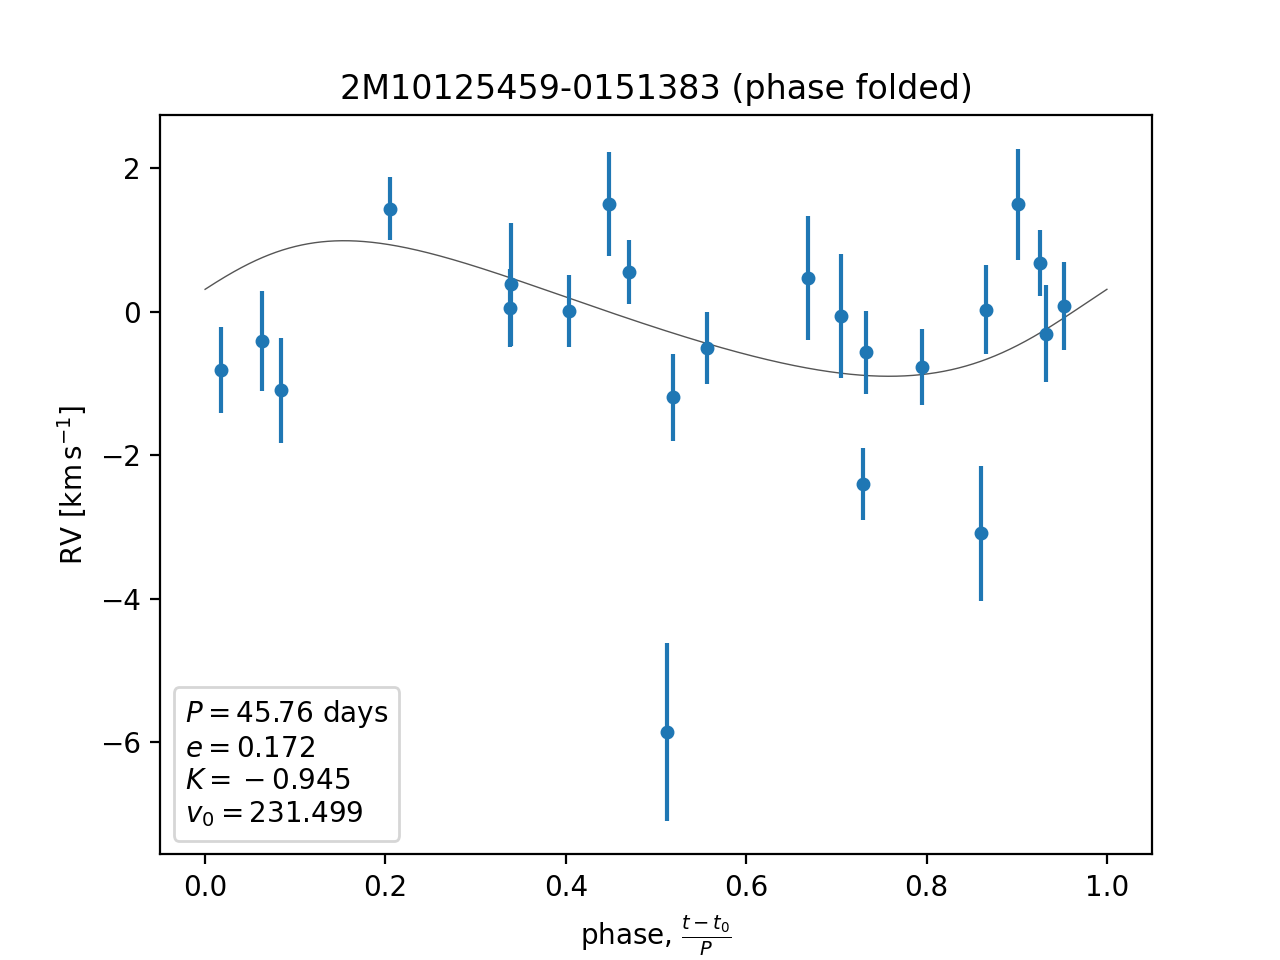 2M10125459-0151383 (phase folded)
2
0
−2
−4
−6
RV [km s⁻¹]
P = 45.76 days
e = 0.172
K = −0.945
v₀ = 231.499
0.0 0.2 0.4 0.6 0.8 1.0
phase, (t − t₀)/P